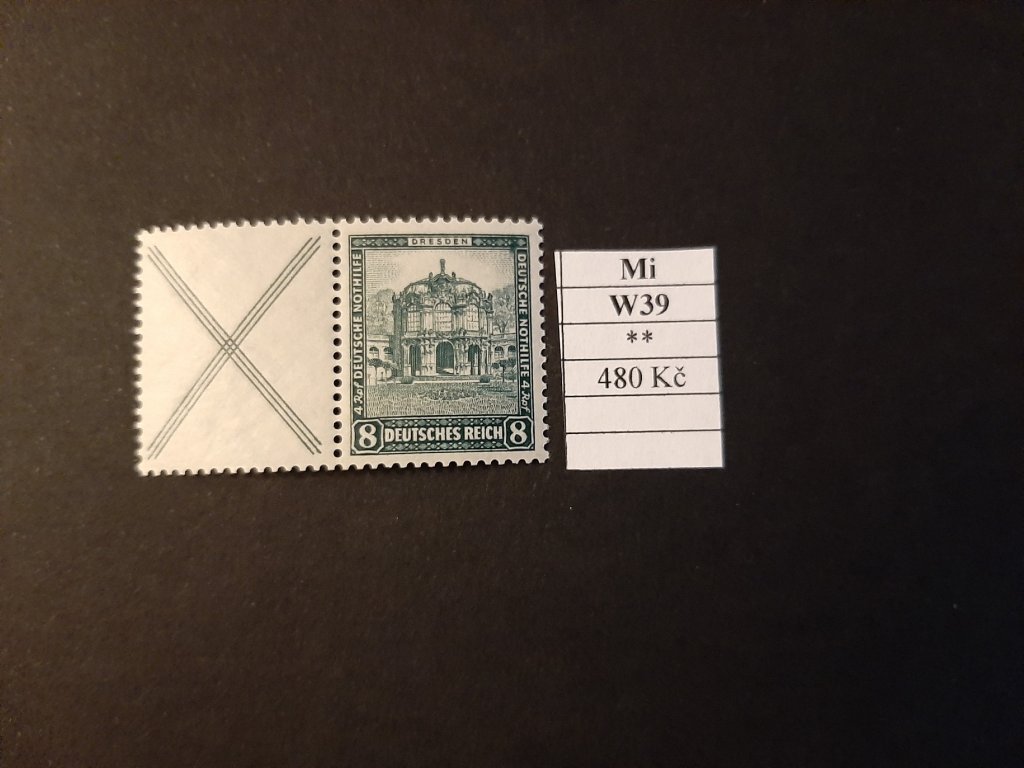 DRESDEN
4 Rpf DEUTSCHE NOTHILFE
DEUTSCHE NOTHILFE 4 Rpf
8 DEUTSCHES REICH 8
Mi
W39
**
480 Kč